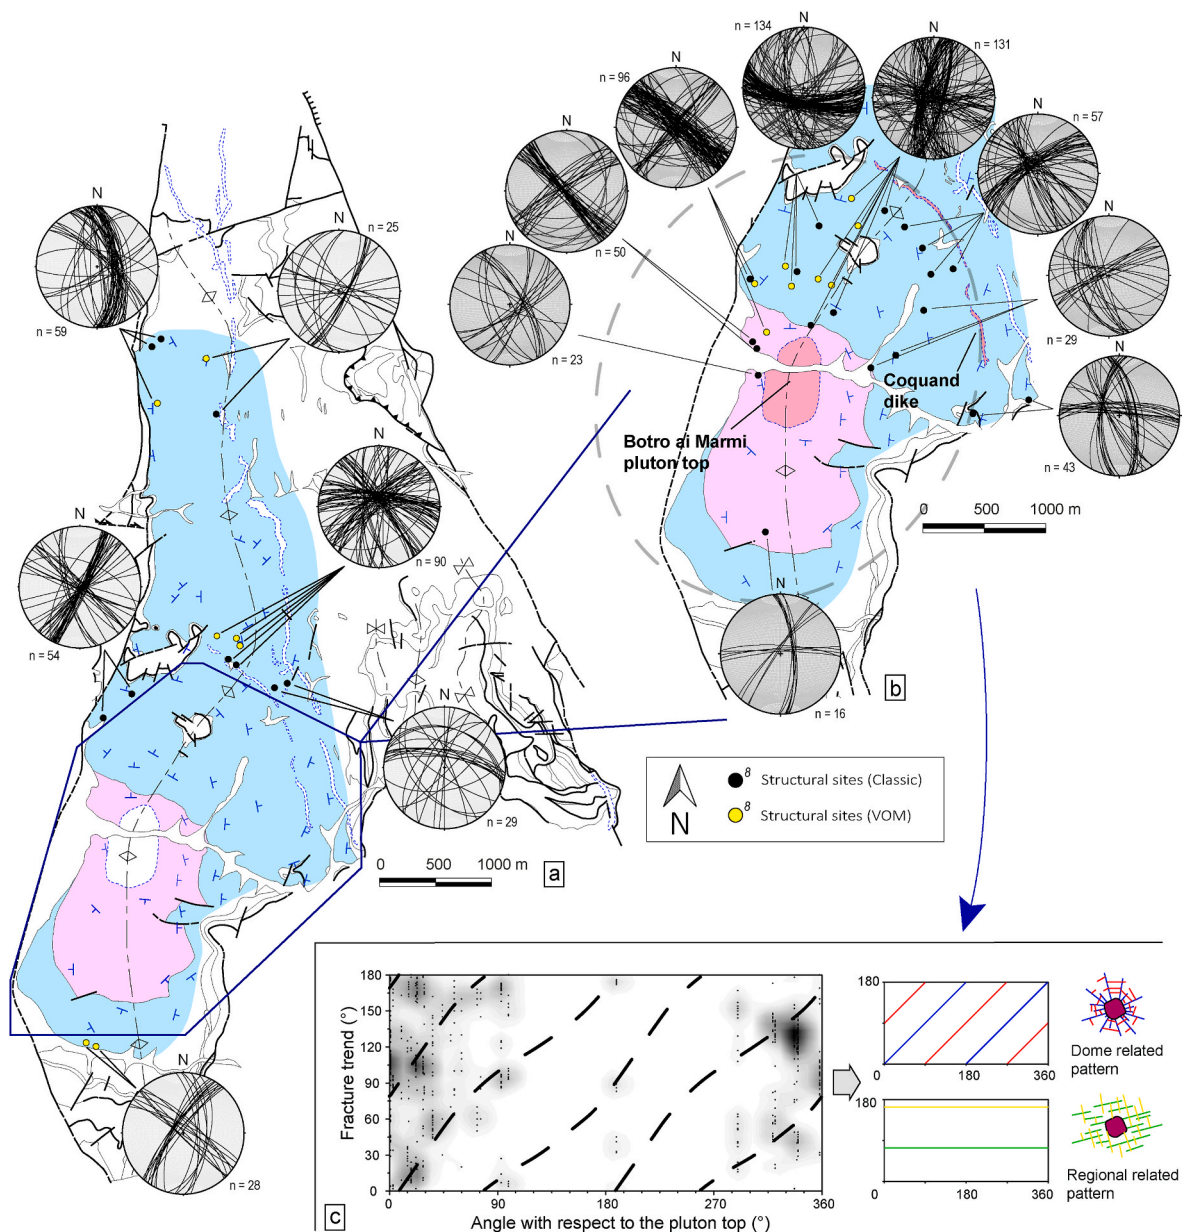 N
n = 134
N
n = 131
N
n = 96
N
n = 57
N
n = 50
N
n = 29
N
n = 23
N
n = 43
N
n = 16
N
n = 59
N
n = 25
N
n = 90
N
n = 54
N
n = 29
N
n = 28
Coquand
dike
Botro ai Marmi
pluton top
0 500 1000 m
b
0 500 1000 m
a
N
8 Structural sites (Classic)
8 Structural sites (VOM)
180
150
120
90
60
30
0
Fracture trend (°)
0 90 180 270 360
Angle with respect to the pluton top (°)
c
180
0 180 360
Dome related
pattern
180
0 180 360
Regional related
pattern